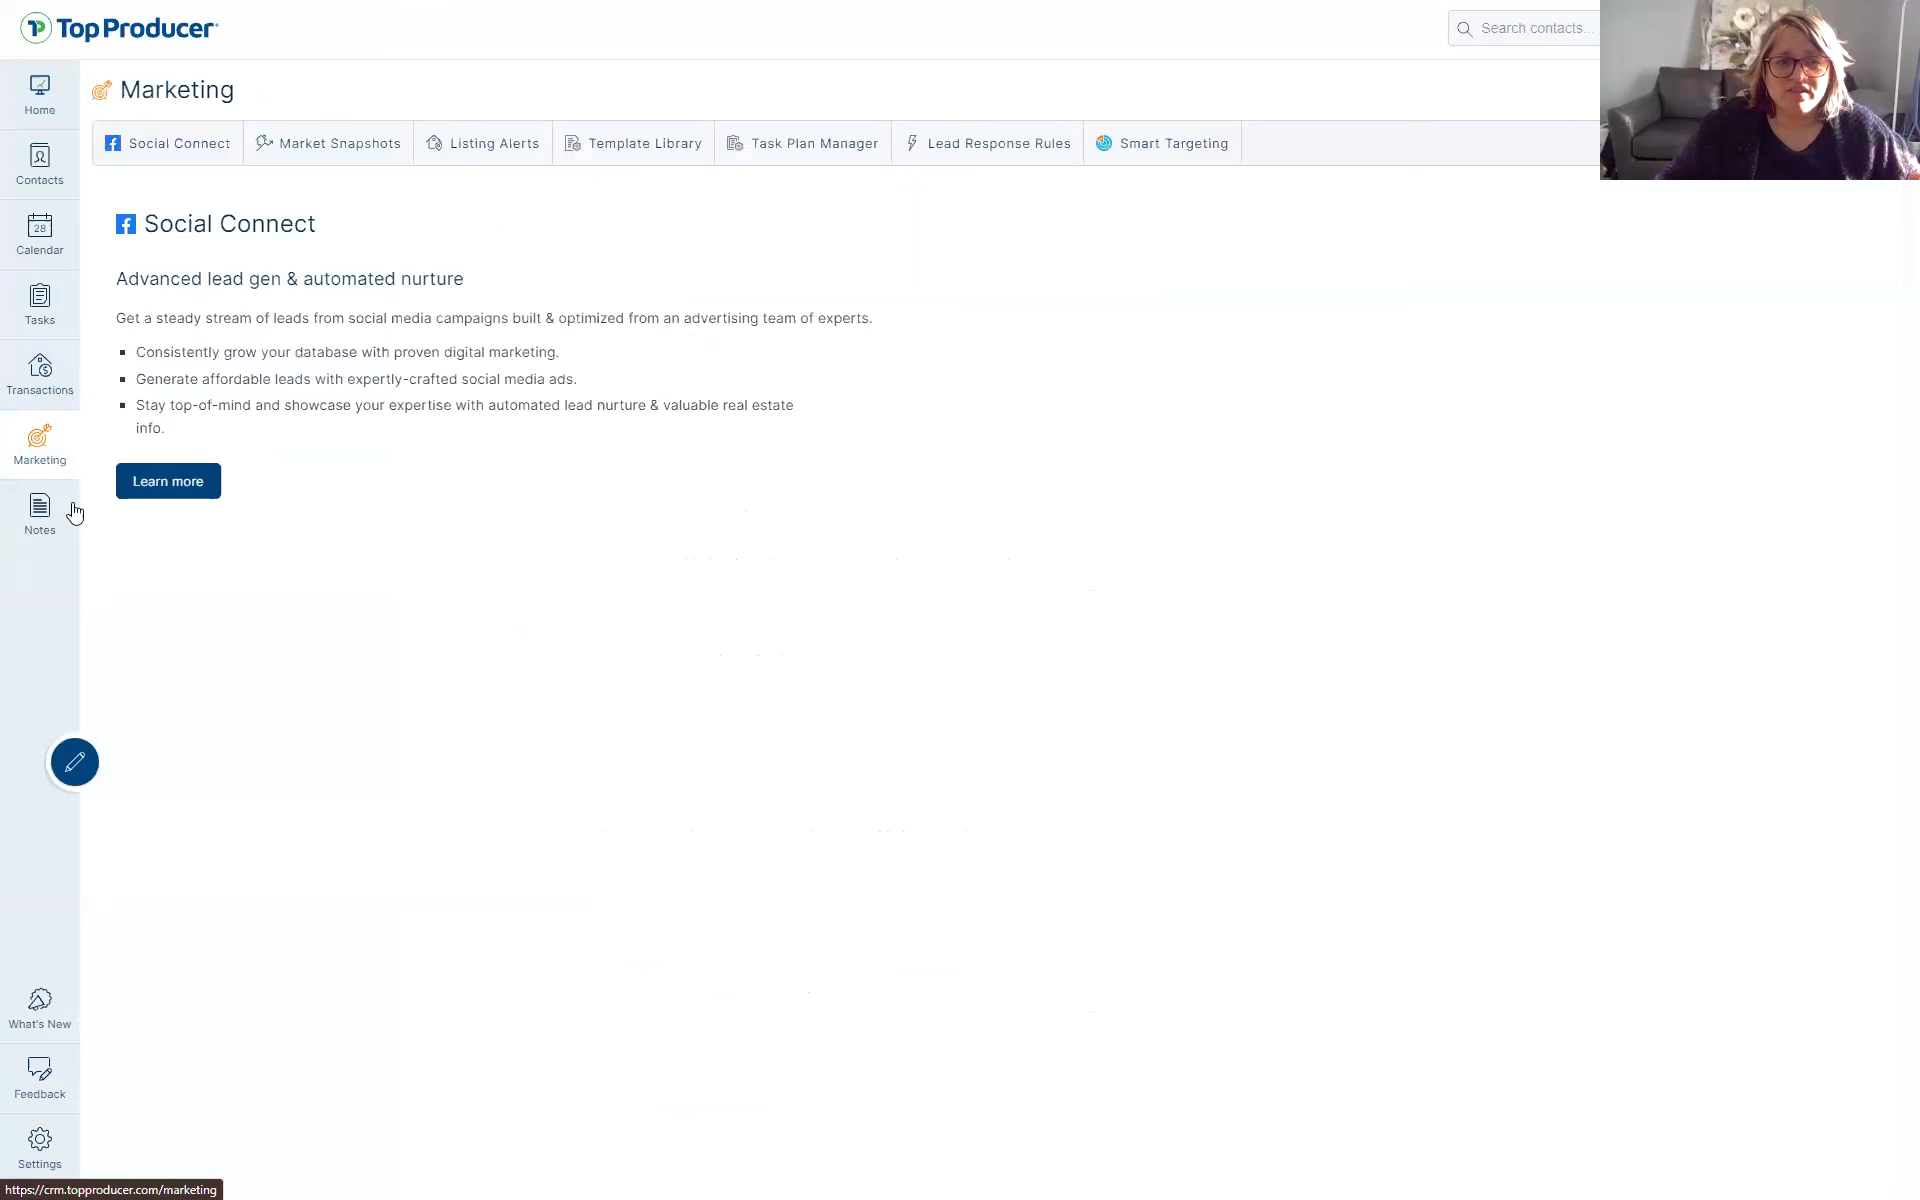 TopProducer
Search contacts...
Home
Contacts
28
Calendar
Tasks
Transactions
Marketing
Notes
What's New
Feedback
Settings
Marketing
Social Connect
Market Snapshots
Listing Alerts
Template Library
Task Plan Manager
Lead Response Rules
Smart Targeting
Social Connect
Advanced lead gen & automated nurture
Get a steady stream of leads from social media campaigns built & optimized from an advertising team of experts.
Consistently grow your database with proven digital marketing.
Generate affordable leads with expertly-crafted social media ads.
Stay top-of-mind and showcase your expertise with automated lead nurture & valuable real estate
info.
Learn more
https://crm.topproducer.com/marketing